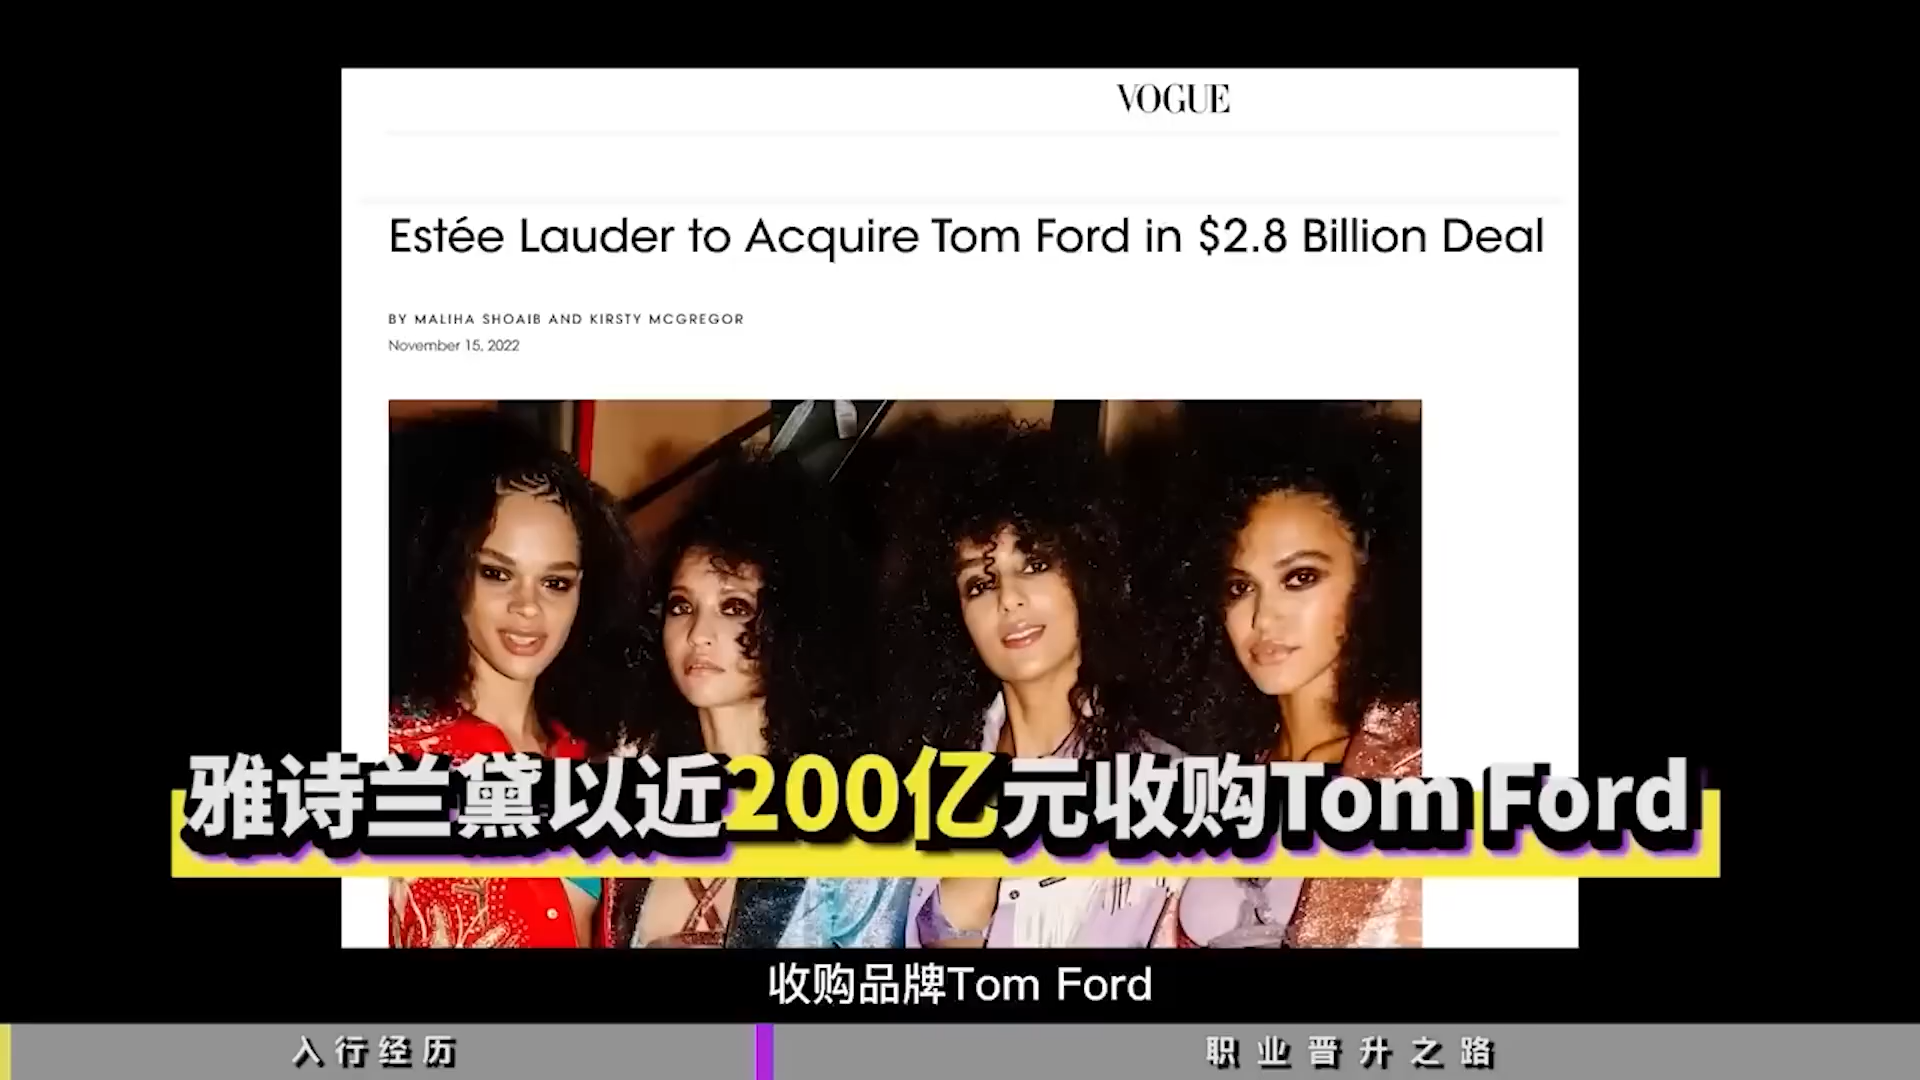 VOGUE
Estée Lauder to Acquire Tom Ford in $2.8 Billion Deal
BY MALIHA SHOAIB AND KIRSTY MCGREGOR
November 15, 2022
雅诗兰黛以近200亿元收购Tom Ford
收购品牌Tom Ford
入行经历
职业晋升之路